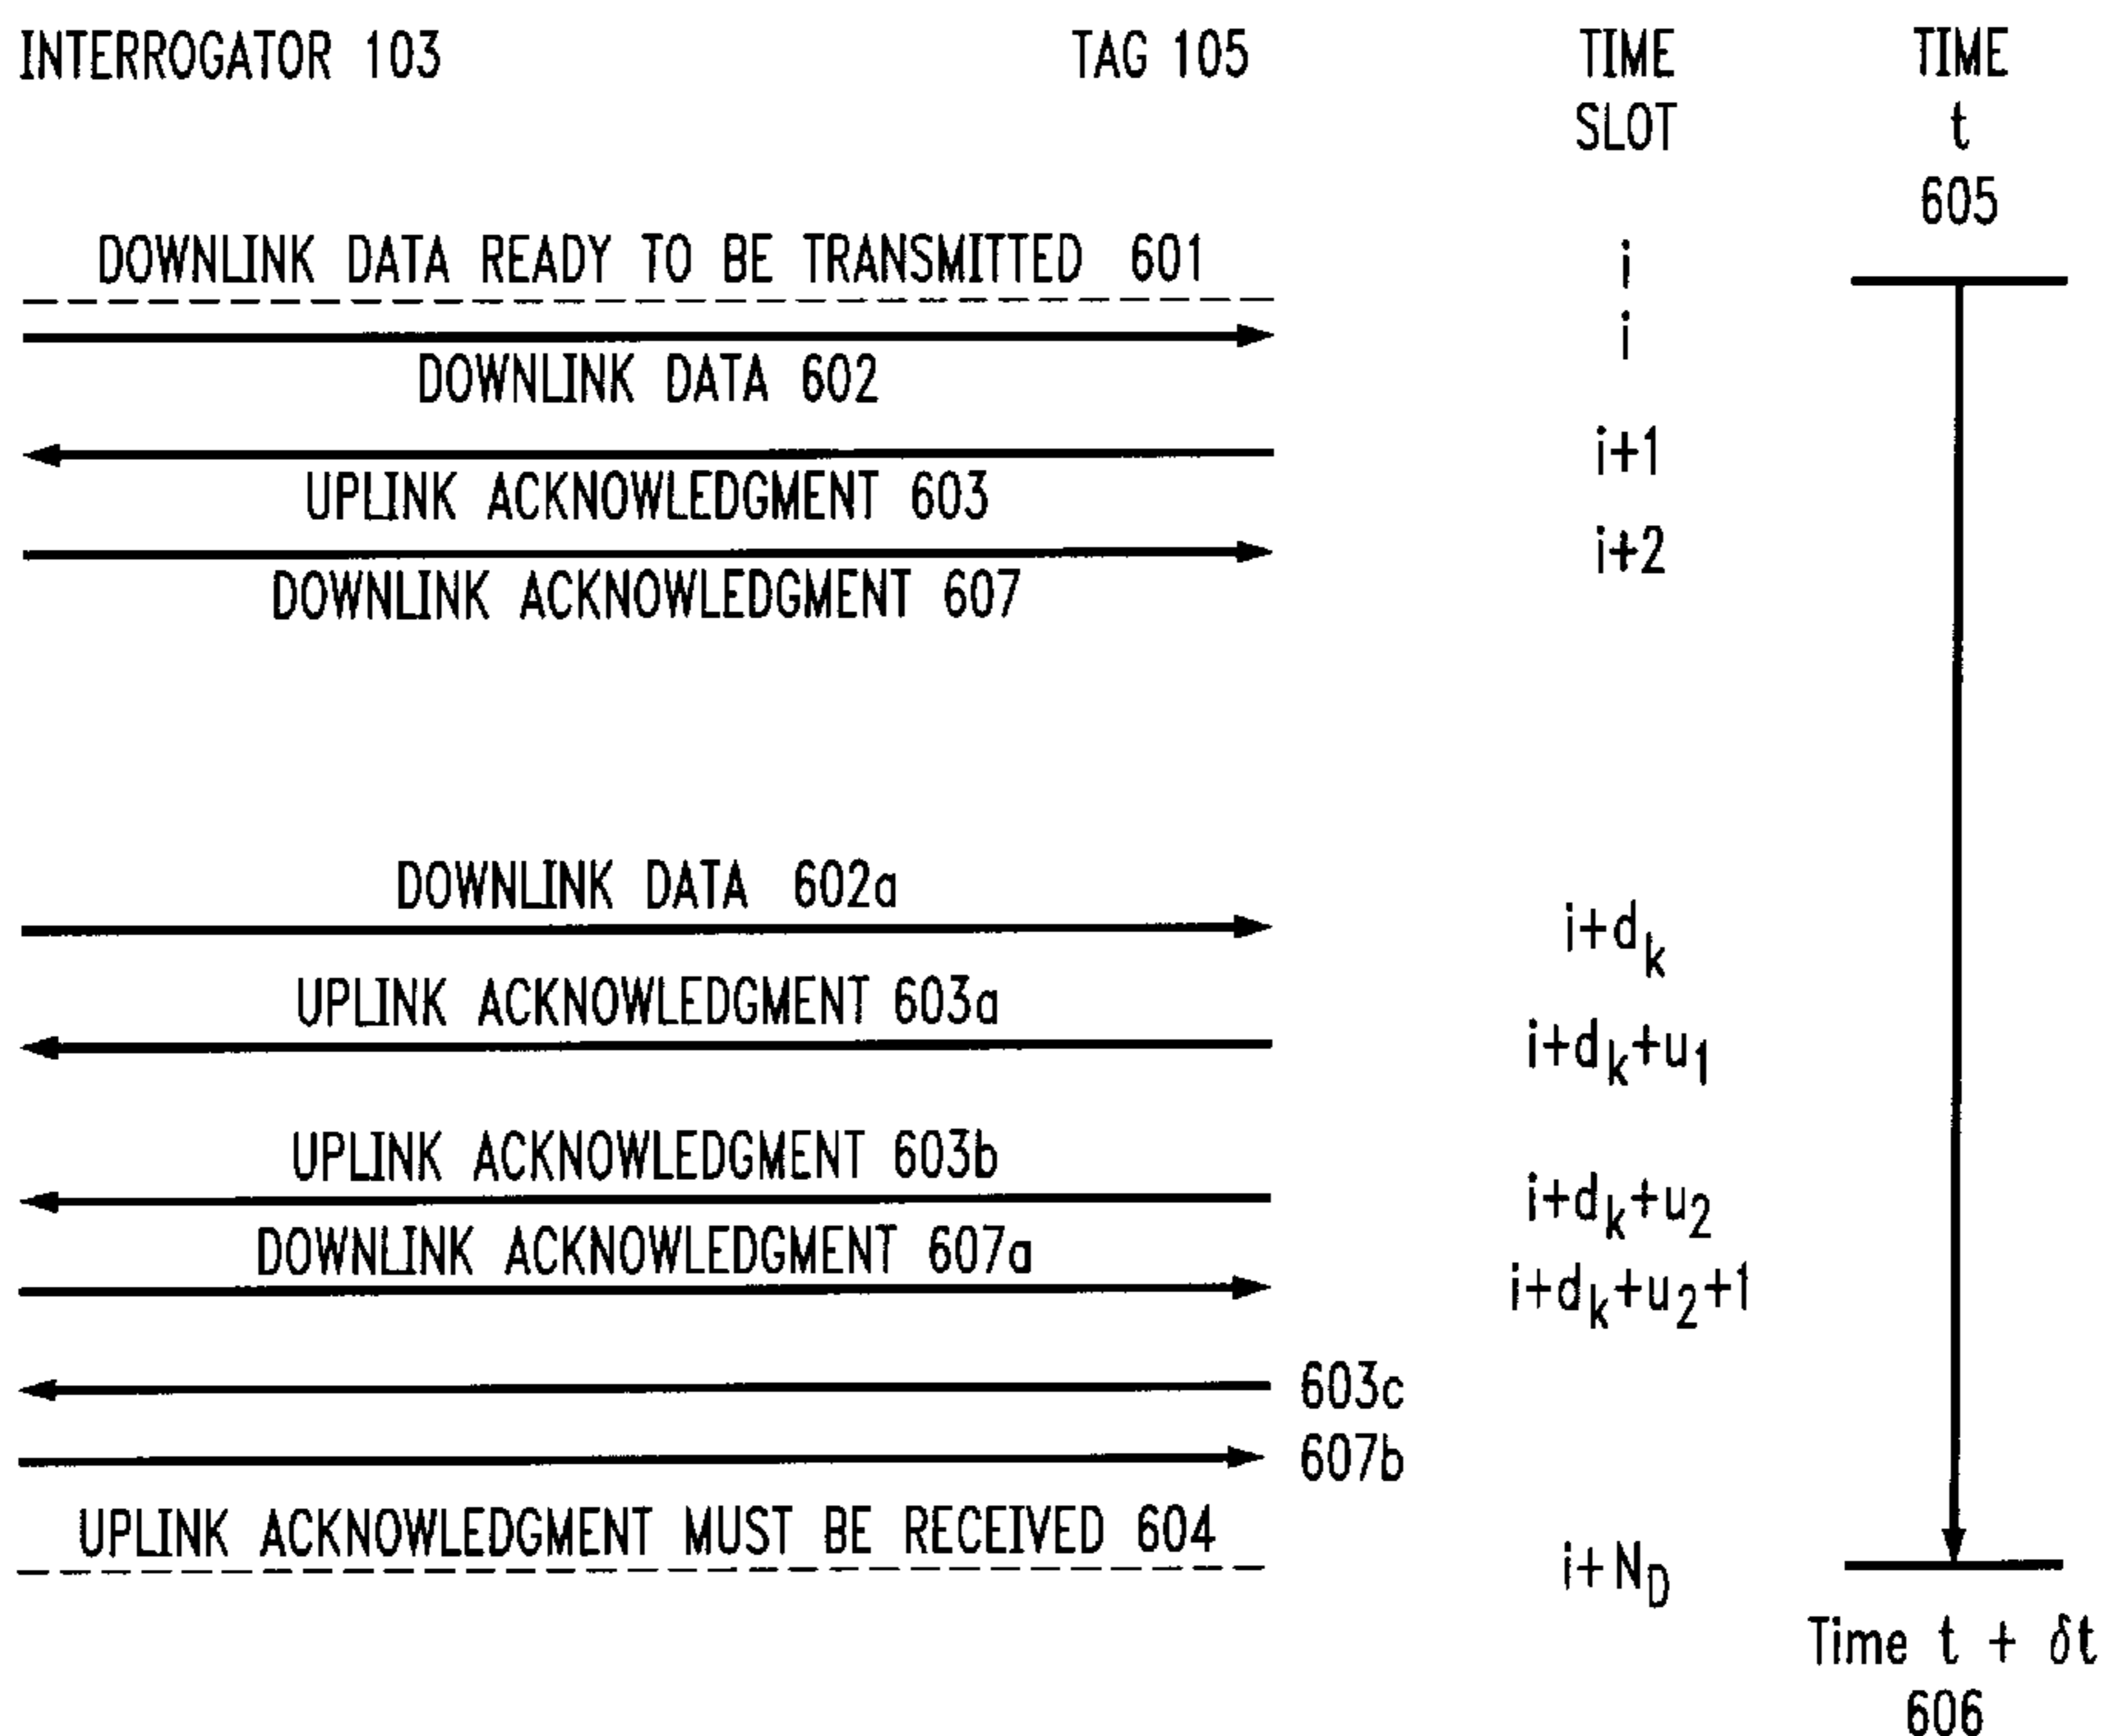 INTERROGATOR 103 TAG 105 TIME SLOT TIME t 605
DOWNLINK DATA READY TO BE TRANSMITTED 601 i
i
DOWNLINK DATA 602
i+1
UPLINK ACKNOWLEDGMENT 603
i+2
DOWNLINK ACKNOWLEDGMENT 607
DOWNLINK DATA 602a
i+dk
UPLINK ACKNOWLEDGMENT 603a
i+dk+u1
UPLINK ACKNOWLEDGMENT 603b
i+dk+u2
DOWNLINK ACKNOWLEDGMENT 607a
i+dk+u2+1
603c
607b
UPLINK ACKNOWLEDGMENT MUST BE RECEIVED 604
i+ND
Time t + δt
606